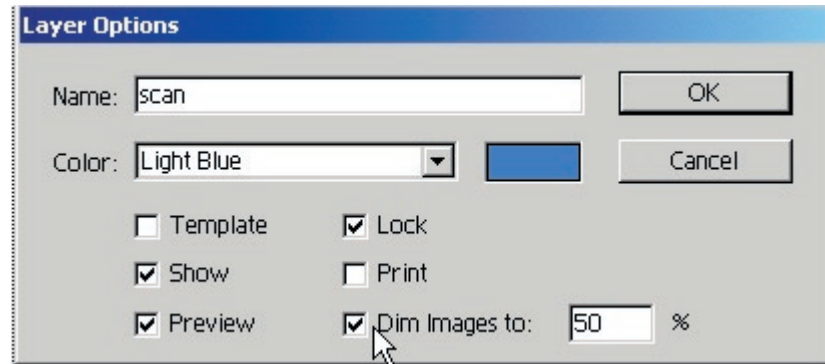 Layer Options
Name: scan OK
Color: Light Blue Cancel
Template Lock
Show Print
Preview Dim Images to: 50 %